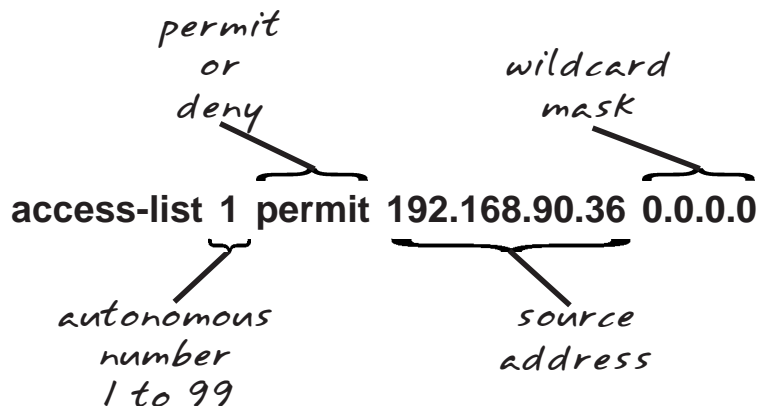 permit
or
deny
wildcard
mask
access-list 1 permit 192.168.90.36 0.0.0.0
autonomous
number
1 to 99
source
address